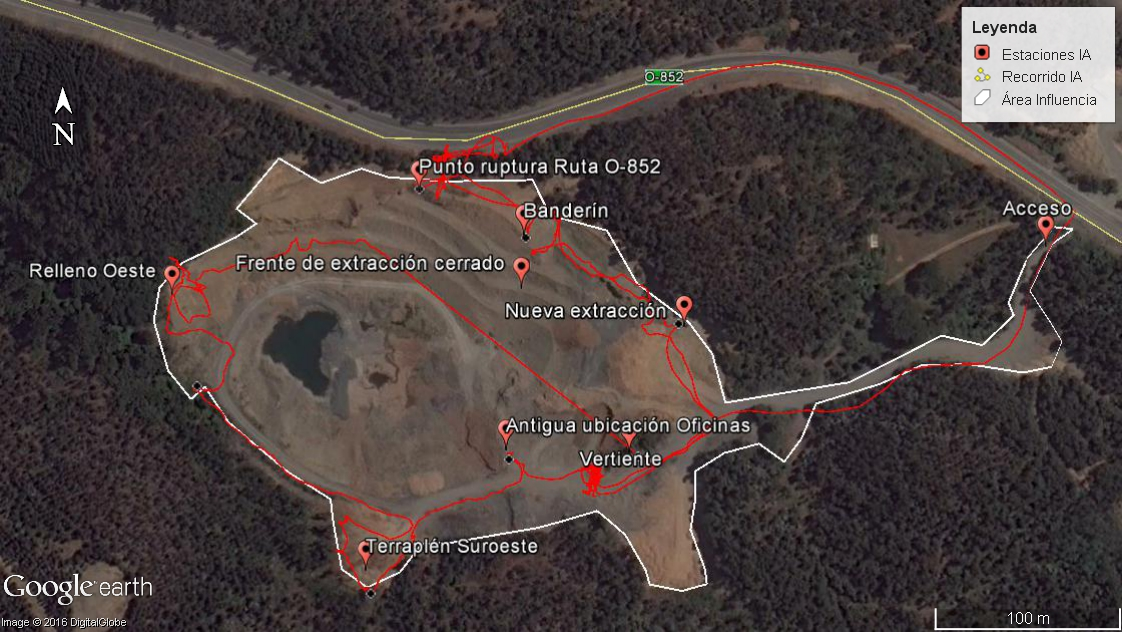 Leyenda
Estaciones IA
Recorrido IA
Área Influencia
O-852
N
Punto ruptura Ruta O-852
Banderín
Acceso
Relleno Oeste
Frente de extracción cerrado
Nueva extracción
Antigua ubicación Oficinas
Vertiente
Terraplén Suroeste
Google earth
Image © 2016 DigitalGlobe
100 m